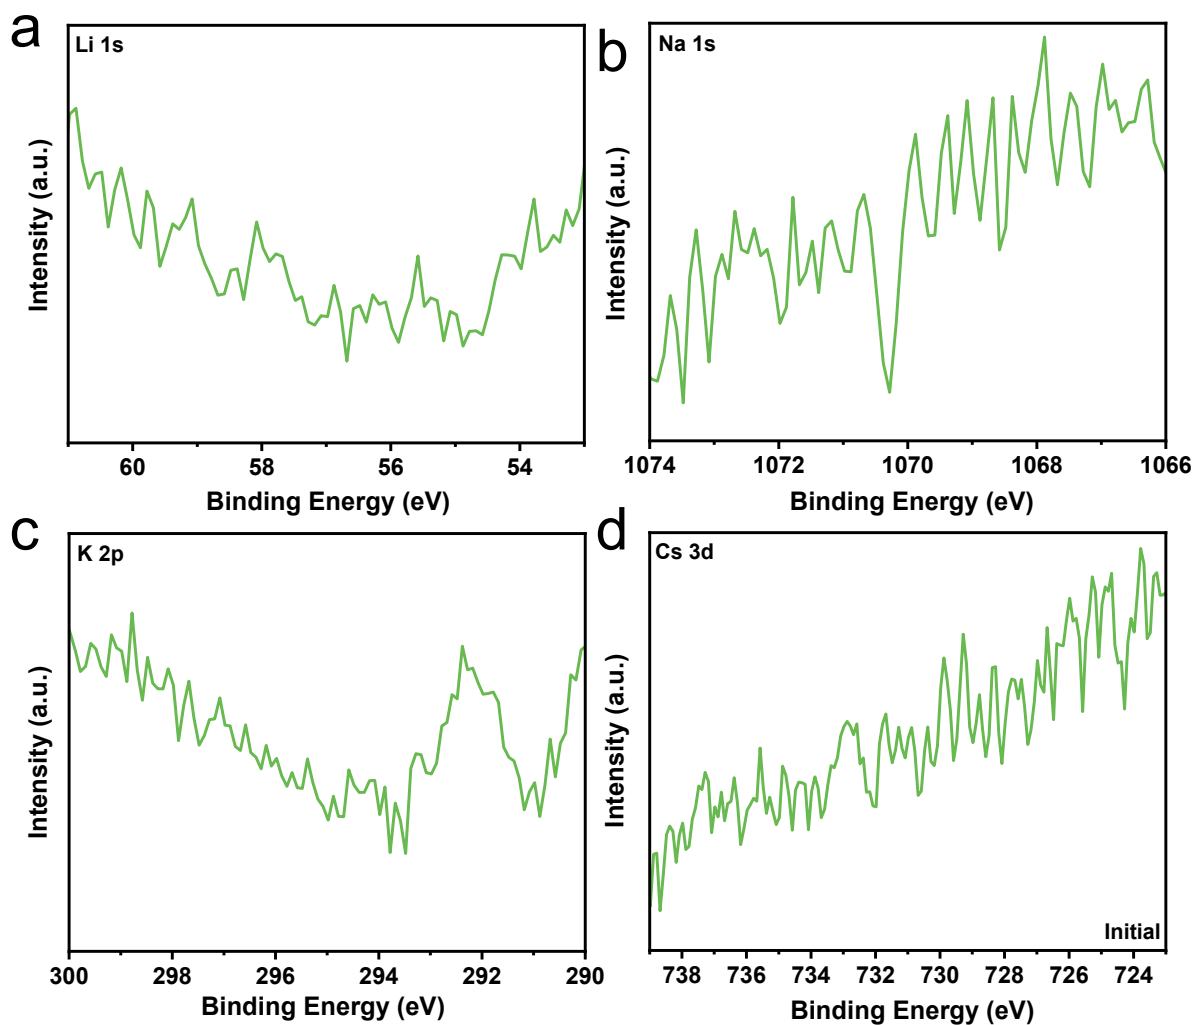 a
Li 1s
Intensity (a.u.)
60 58 56 54
Binding Energy (eV)
b
Na 1s
Intensity (a.u.)
1074 1072 1070 1068 1066
Binding Energy (eV)
c
K 2p
Intensity (a.u.)
300 298 296 294 292 290
Binding Energy (eV)
d
Cs 3d
Intensity (a.u.)
Initial
738 736 734 732 730 728 726 724
Binding Energy (eV)